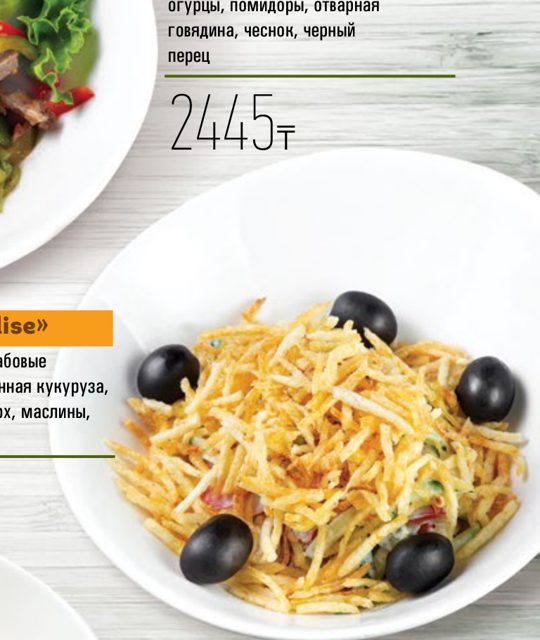 огурцы, помидоры, отварная
говядина, чеснок, черный
перец
2445₸
lise»
абовые
нная кукуруза,
ох, маслины,